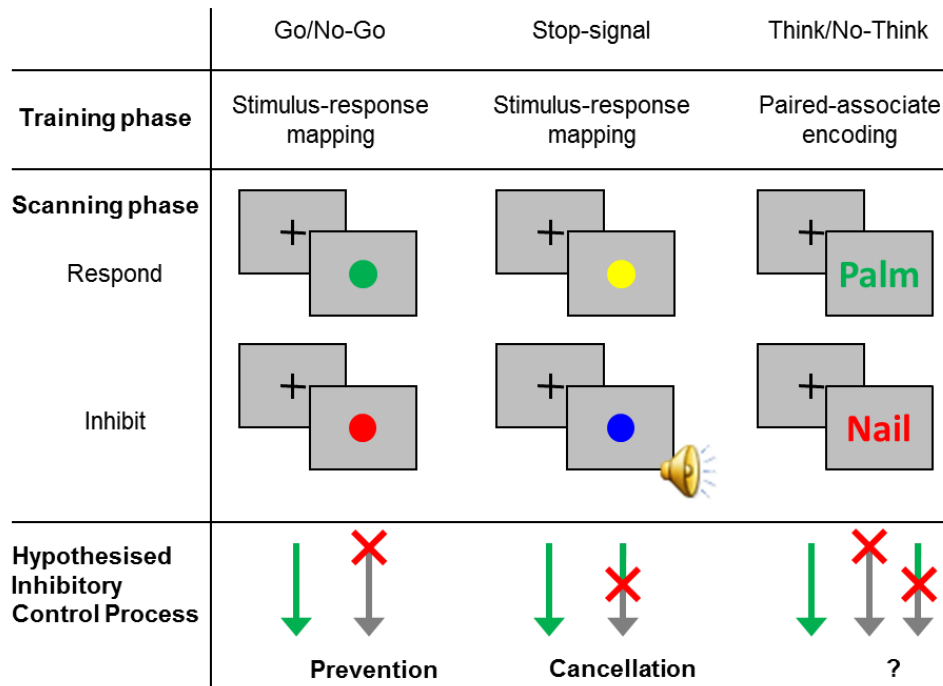 Go/No-Go Stop-signal Think/No-Think
Training phase
Stimulus-response
mapping
Stimulus-response
mapping
Paired-associate
encoding
Scanning phase
Respond
Palm
Inhibit
Nail
Hypothesised
Inhibitory
Control Process
Prevention Cancellation ?